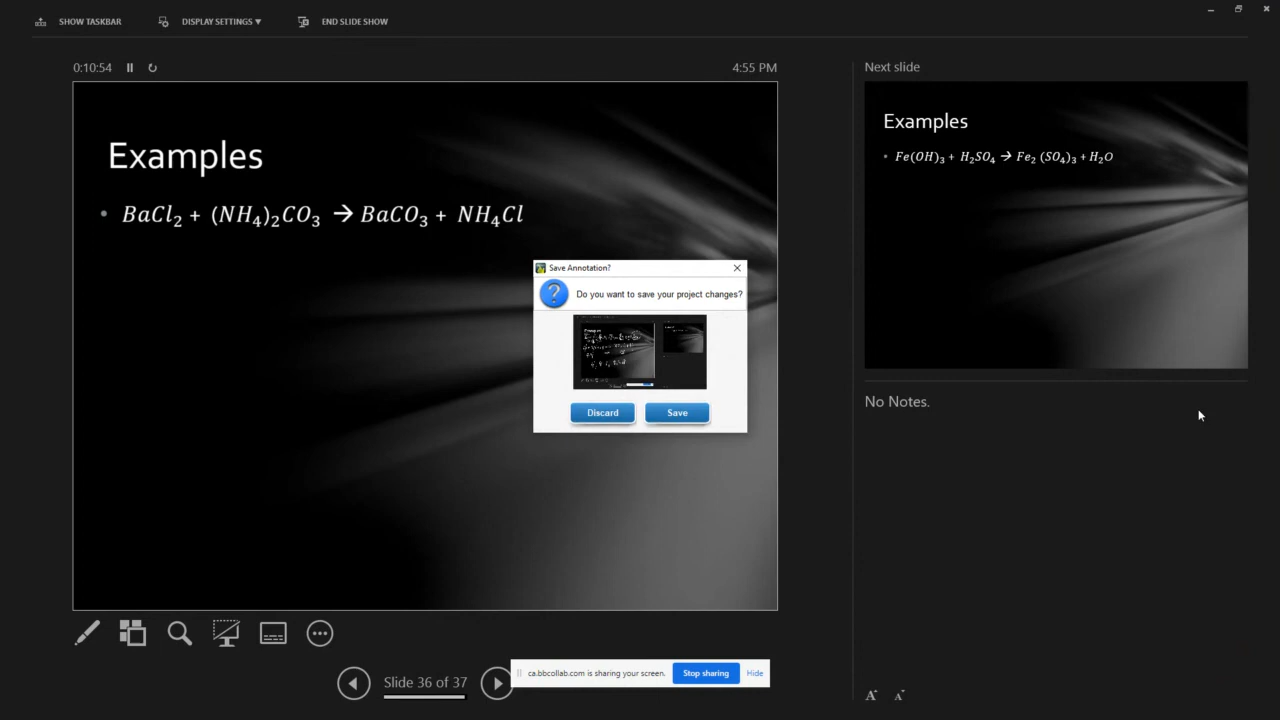 SHOW TASKBAR DISPLAY SETTINGS ▼ END SLIDE SHOW
0:10:54 4:55 PM
Examples
• BaCl₂ + (NH₄)₂CO₃ → BaCO₃ + NH₄Cl
Save Annotation?
Do you want to save your project changes?
Discard Save
Next slide
Examples
• Fe(OH)₃ + H₂SO₄ → Fe₂ (SO₄)₃ + H₂O
No Notes.
Slide 36 of 37
ca.bbcollab.com is sharing your screen. Stop sharing Hide
A A